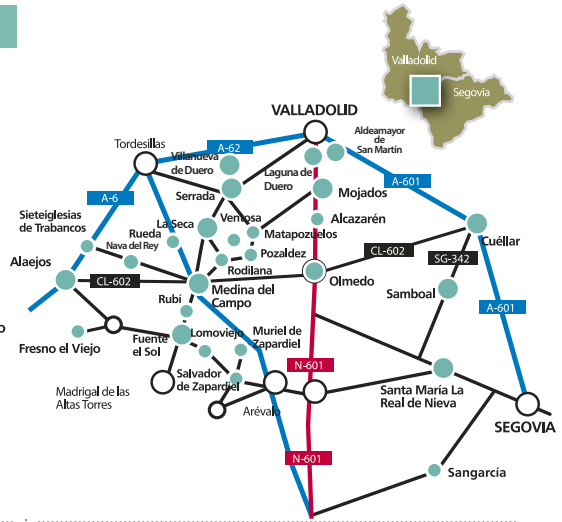 Valladolid
Segovia
VALLADOLID
Aldeamayor
de
San Martín
Tordesillas
A-62
Villanueva
de Duero
Laguna de
Duero
A-601
A-6
Serrada
Mojados
Sieteiglesias
de Trabancos
Rueda
La Seca
Ventosa
Matapozuelos
Alcazarén
Nava del Rey
Pozaldez
CL-602
Cuéllar
SG-342
Alaejos
CL-602
Rodilana
Medina del
Campo
Olmedo
Samboal
A-601
Rubí
o
Fresno el Viejo
Fuente
el Sol
Lomoviejo
Muriel de
Zapardiel
N-601
Salvador
de Zapardiel
Madrigal de las
Altas Torres
Arévalo
Santa María La
Real de Nieva
SEGOVIA
N-601
Sangarcía